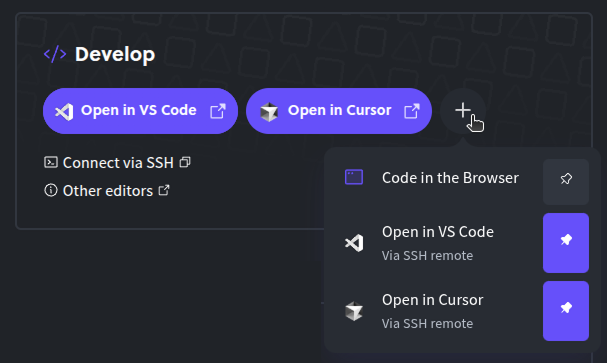 Develop
Open in VS Code
Open in Cursor
Connect via SSH
Other editors
Code in the Browser
Open in VS Code
Via SSH remote
Open in Cursor
Via SSH remote